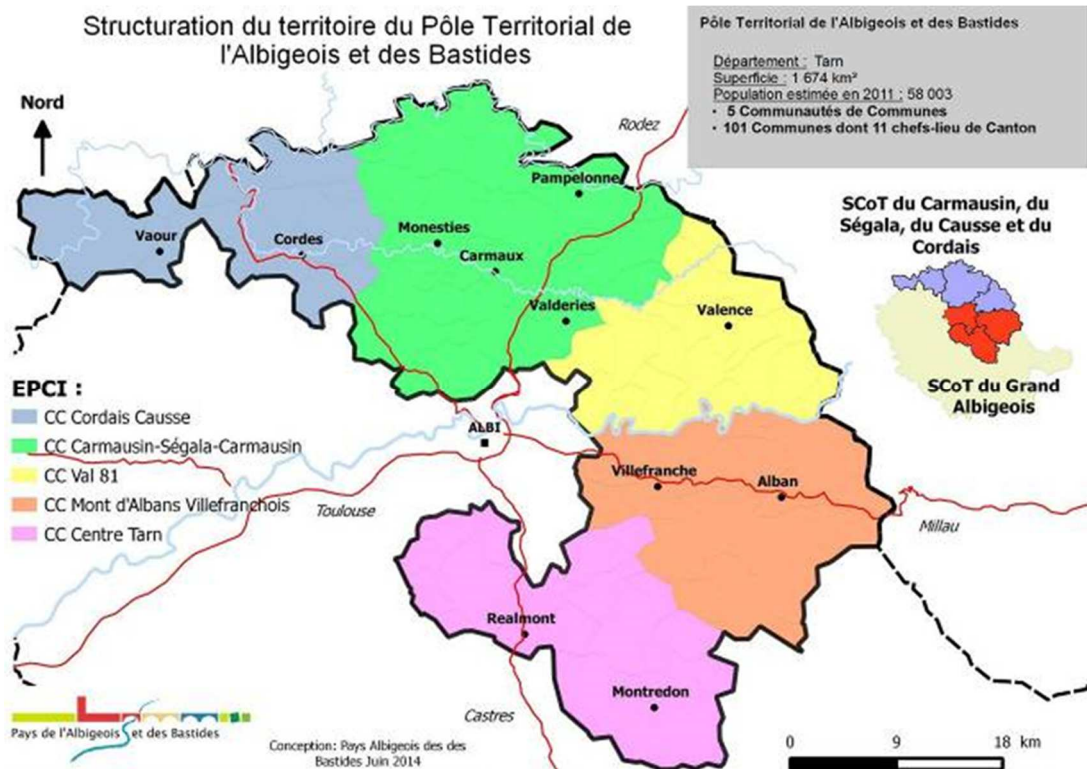 Structuration du territoire du Pôle Territorial de
l'Albigeois et des Bastides
Pôle Territorial de l'Albigeois et des Bastides
Département : Tarn
Superficie : 1 674 km²
Population estimée en 2011 : 58 003
• 5 Communautés de Communes
• 101 Communes dont 11 chefs-lieu de Canton
Nord
Rodez
Pampelonne
SCoT du Carmausin, du
Ségala, du Causse et du
Cordais
Vaour
Cordes
Monesties
Carmaux
Valderies
Valence
SCoT du Grand
Albigeois
EPCI :
CC Cordais Causse
CC Carmausin-Ségala-Carmausin
CC Val 81
CC Mont d'Albans Villefranchois
CC Centre Tarn
ALBI
Villefranche
Alban
Toulouse
Millau
Realmont
Montredon
Castres
Pays de l'Albigeois et des Bastides
Conception: Pays Albigeois des des
Bastides Juin 2014
0 9 18 km